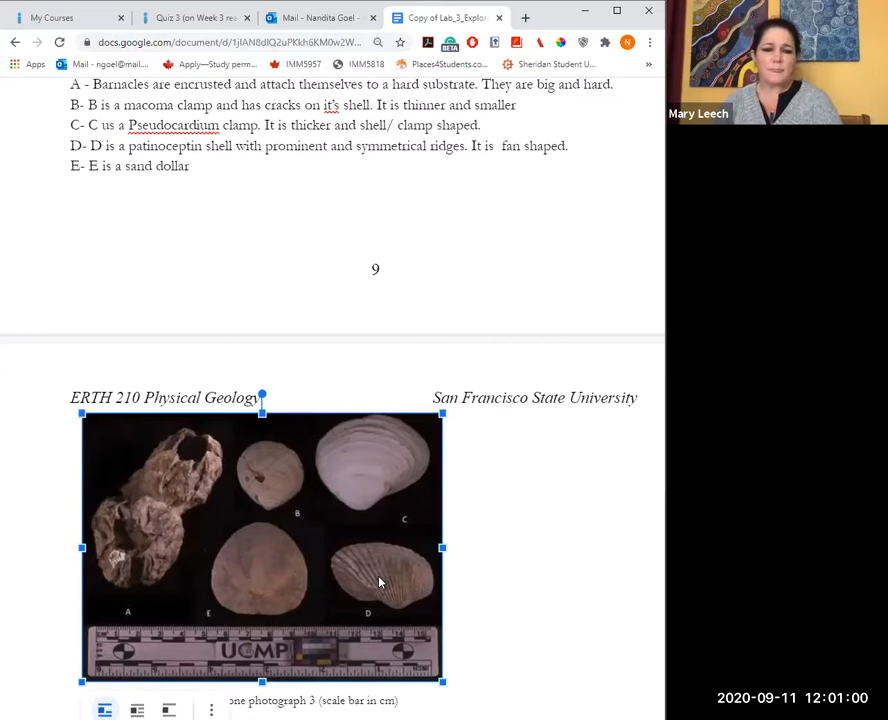 My Courses
Quiz 3 (on Week 3 rea
Mail - Nandita Goel -
Copy of Lab_3_Explor
docs.google.com/document/d/1jIAN8dlQ2uPKkh6KM0w2W...
BETA
N
Apps
Mail - ngoel@impa...
Apply—Study perm...
IMM5957
IMM5818
Places4Students.co...
Sheridan Student U...
A - Barnacles are encrusted and attach themselves to a hard substrate. They are big and hard.
B- B is a macoma clamp and has cracks on it's shell. It is thinner and smaller
C- C us a Pseudocardium clamp. It is thicker and shell/ clamp shaped.
D- D is a patinoceptin shell with prominent and symmetrical ridges. It is fan shaped.
E- E is a sand dollar
9
ERTH 210 Physical Geology
San Francisco State University
B
C
A
E
D
UCMP
one photograph 3 (scale bar in cm)
Mary Leech
2020-09-11 12:01:00